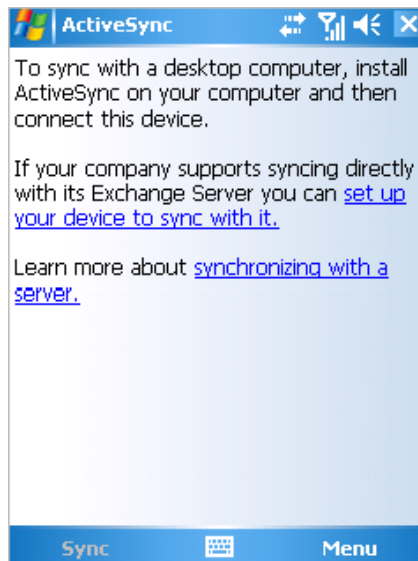 ActiveSync
To sync with a desktop computer, install
ActiveSync on your computer and then
connect this device.
If your company supports syncing directly
with its Exchange Server you can set up
your device to sync with it.
Learn more about synchronizing with a
server.
Sync Menu